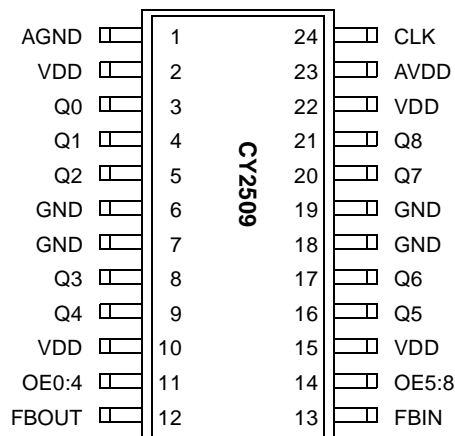 AGND 1 24 CLK
VDD 2 23 AVDD
Q0 3 22 VDD
Q1 4 21 Q8
Q2 5 20 Q7
GND 6 19 GND
GND 7 18 GND
Q3 8 17 Q6
Q4 9 16 Q5
VDD 10 15 VDD
OE0:4 11 14 OE5:8
FBOUT 12 13 FBIN
CY2509